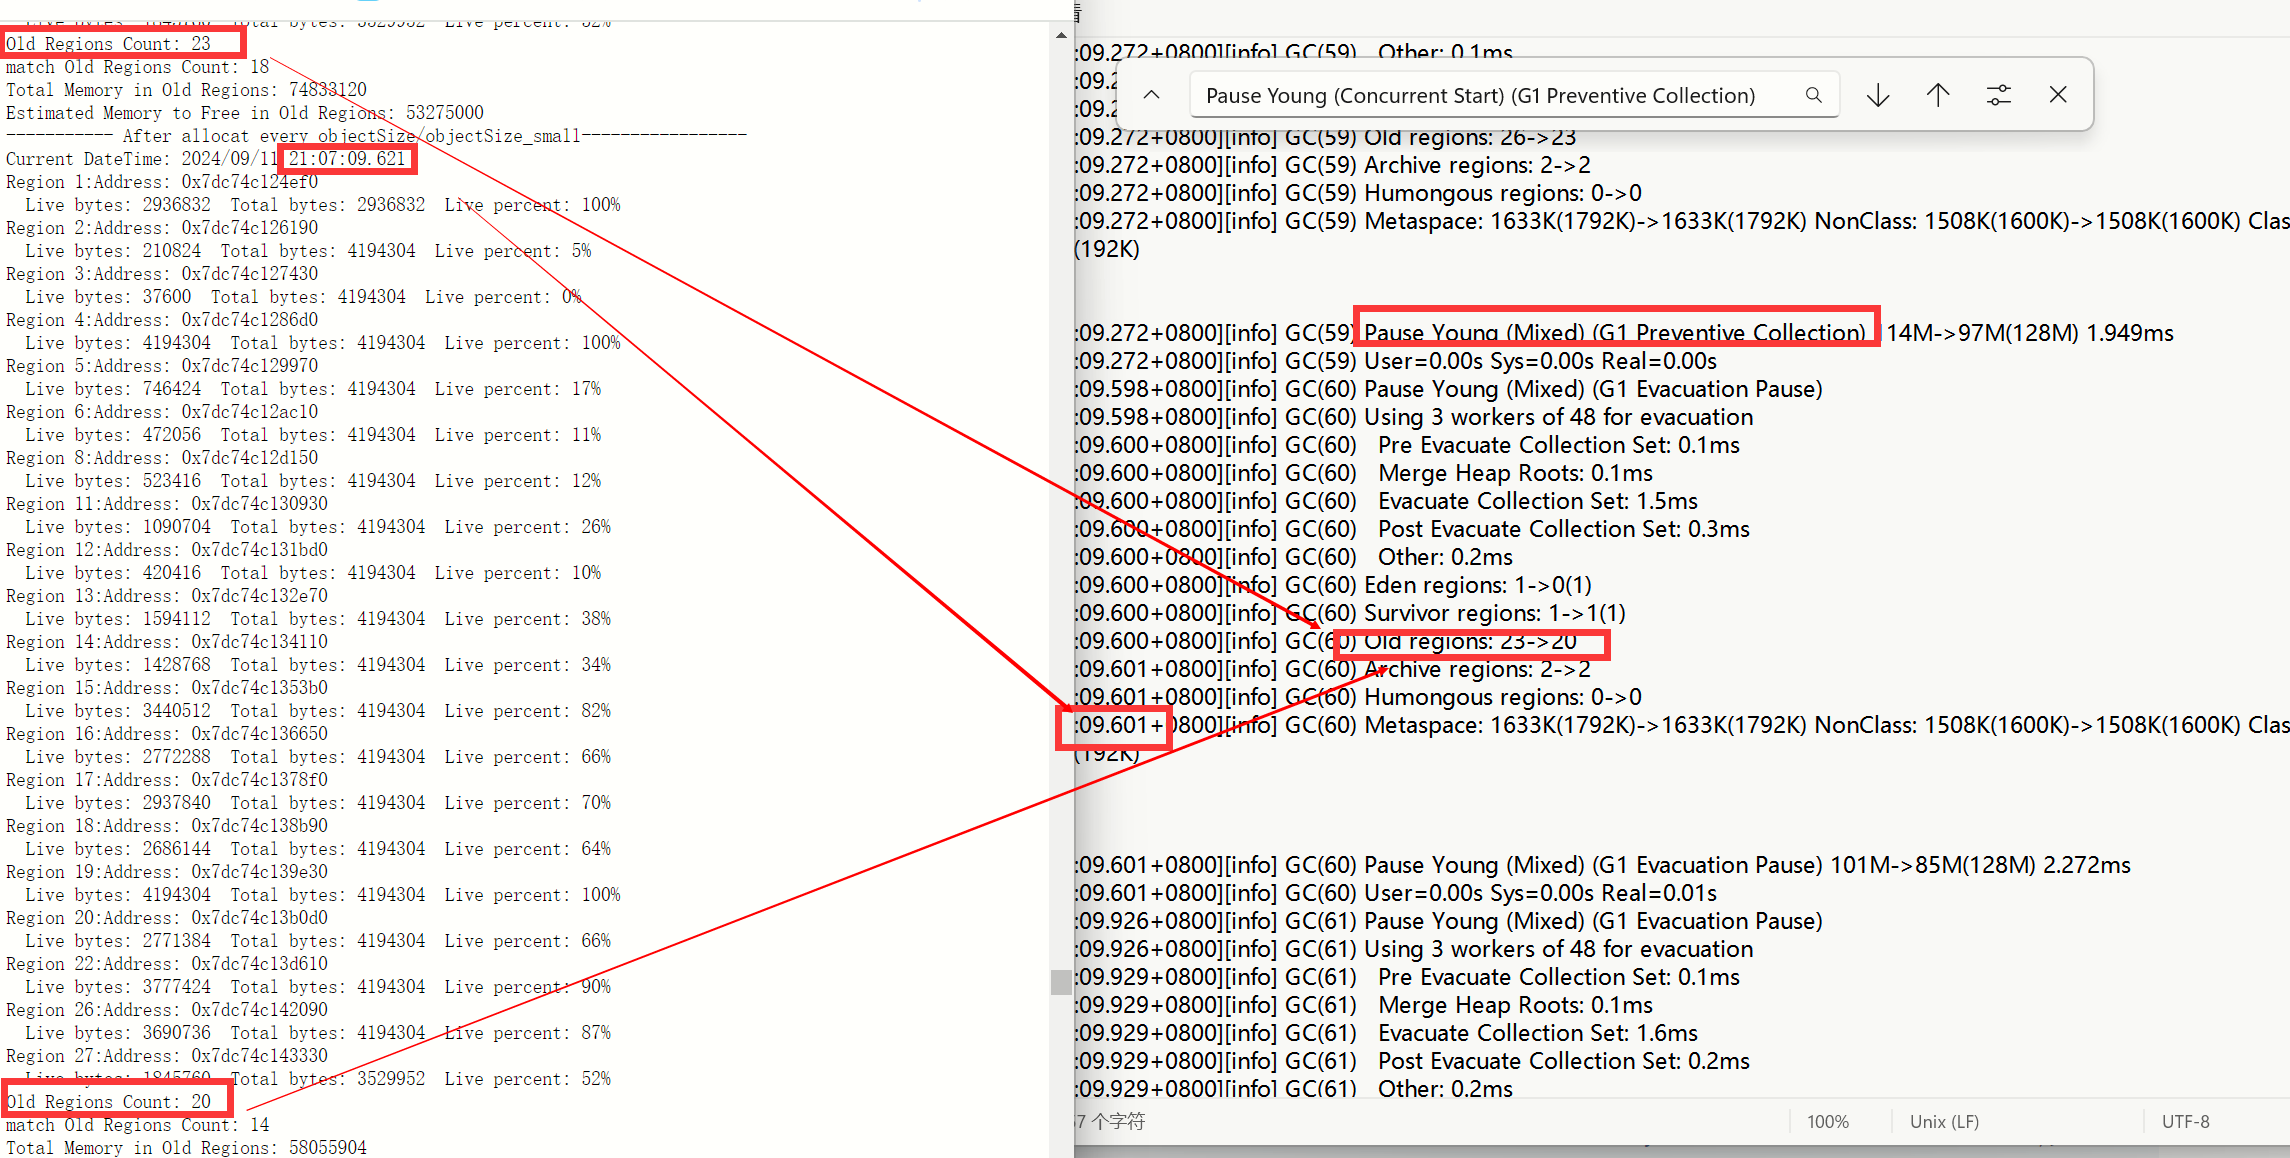 Old Regions Count: 23
match Old Regions Count: 18
Total Memory in Old Regions: 74833120
Estimated Memory to Free in Old Regions: 53275000
----------- After allocat every objectSize/objectSize_small-----------------
Current DateTime: 2024/09/11 21:07:09.621
Region 1:Address: 0x7dc74c124ef0
Live bytes: 2936832 Total bytes: 2936832 Live percent: 100%
Region 2:Address: 0x7dc74c126190
Live bytes: 210824 Total bytes: 4194304 Live percent: 5%
Region 3:Address: 0x7dc74c127430
Live bytes: 37600 Total bytes: 4194304 Live percent: 0%
Region 4:Address: 0x7dc74c1286d0
Live bytes: 4194304 Total bytes: 4194304 Live percent: 100%
Region 5:Address: 0x7dc74c129970
Live bytes: 746424 Total bytes: 4194304 Live percent: 17%
Region 6:Address: 0x7dc74c12ac10
Live bytes: 472056 Total bytes: 4194304 Live percent: 11%
Region 8:Address: 0x7dc74c12d150
Live bytes: 523416 Total bytes: 4194304 Live percent: 12%
Region 11:Address: 0x7dc74c130930
Live bytes: 1090704 Total bytes: 4194304 Live percent: 26%
Region 12:Address: 0x7dc74c131bd0
Live bytes: 420416 Total bytes: 4194304 Live percent: 10%
Region 13:Address: 0x7dc74c132e70
Live bytes: 1594112 Total bytes: 4194304 Live percent: 38%
Region 14:Address: 0x7dc74c134110
Live bytes: 1428768 Total bytes: 4194304 Live percent: 34%
Region 15:Address: 0x7dc74c1353b0
Live bytes: 3440512 Total bytes: 4194304 Live percent: 82%
Region 16:Address: 0x7dc74c136650
Live bytes: 2772288 Total bytes: 4194304 Live percent: 66%
Region 17:Address: 0x7dc74c1378f0
Live bytes: 2937840 Total bytes: 4194304 Live percent: 70%
Region 18:Address: 0x7dc74c138b90
Live bytes: 2686144 Total bytes: 4194304 Live percent: 64%
Region 19:Address: 0x7dc74c139e30
Live bytes: 4194304 Total bytes: 4194304 Live percent: 100%
Region 20:Address: 0x7dc74c13b0d0
Live bytes: 2771384 Total bytes: 4194304 Live percent: 66%
Region 22:Address: 0x7dc74c13d610
Live bytes: 3777424 Total bytes: 4194304 Live percent: 90%
Region 26:Address: 0x7dc74c142090
Live bytes: 3690736 Total bytes: 4194304 Live percent: 87%
Region 27:Address: 0x7dc74c143330
Live bytes: 1845760 Total bytes: 3529952 Live percent: 52%
Old Regions Count: 20
match Old Regions Count: 14
Total Memory in Old Regions: 58055904
看
:09.272+0800][info] GC(59) Other: 0.1ms
Pause Young (Concurrent Start) (G1 Preventive Collection)
:09.272+0800][info] GC(59) Old regions: 26->23
:09.272+0800][info] GC(59) Archive regions: 2->2
:09.272+0800][info] GC(59) Humongous regions: 0->0
:09.272+0800][info] GC(59) Metaspace: 1633K(1792K)->1633K(1792K) NonClass: 1508K(1600K)->1508K(1600K) Clas
(192K)
:09.272+0800][info] GC(59) Pause Young (Mixed) (G1 Preventive Collection) 114M->97M(128M) 1.949ms
:09.272+0800][info] GC(59) User=0.00s Sys=0.00s Real=0.00s
:09.598+0800][info] GC(60) Pause Young (Mixed) (G1 Evacuation Pause)
:09.598+0800][info] GC(60) Using 3 workers of 48 for evacuation
:09.600+0800][info] GC(60) Pre Evacuate Collection Set: 0.1ms
:09.600+0800][info] GC(60) Merge Heap Roots: 0.1ms
:09.600+0800][info] GC(60) Evacuate Collection Set: 1.5ms
:09.600+0800][info] GC(60) Post Evacuate Collection Set: 0.3ms
:09.600+0800][info] GC(60) Other: 0.2ms
:09.600+0800][info] GC(60) Eden regions: 1->0(1)
:09.600+0800][info] GC(60) Survivor regions: 1->1(1)
:09.600+0800][info] GC(60) Old regions: 23->20
:09.601+0800][info] GC(60) Archive regions: 2->2
:09.601+0800][info] GC(60) Humongous regions: 0->0
:09.601+0800][info] GC(60) Metaspace: 1633K(1792K)->1633K(1792K) NonClass: 1508K(1600K)->1508K(1600K) Clas
(192K)
:09.601+0800][info] GC(60) Pause Young (Mixed) (G1 Evacuation Pause) 101M->85M(128M) 2.272ms
:09.601+0800][info] GC(60) User=0.00s Sys=0.00s Real=0.01s
:09.926+0800][info] GC(61) Pause Young (Mixed) (G1 Evacuation Pause)
:09.926+0800][info] GC(61) Using 3 workers of 48 for evacuation
:09.929+0800][info] GC(61) Pre Evacuate Collection Set: 0.1ms
:09.929+0800][info] GC(61) Merge Heap Roots: 0.1ms
:09.929+0800][info] GC(61) Evacuate Collection Set: 1.6ms
:09.929+0800][info] GC(61) Post Evacuate Collection Set: 0.2ms
:09.929+0800][info] GC(61) Other: 0.2ms
7 个字符 100% Unix (LF) UTF-8